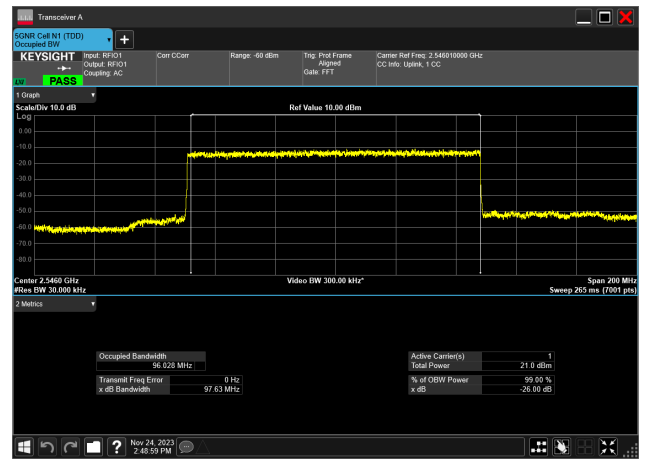 Transceiver A
5GNR Cell N1 (TDD)
Occupied BW
KEYSIGHT
LW PASS
Input: RFIO1
Output: RFIO1
Coupling: AC
Corr CCorr
Range: -60 dBm
Trig: Prot Frame
Aligned
Gate: FFT
Carrier Ref Freq: 2.546010000 GHz
CC Info: Uplink, 1 CC
1 Graph
Scale/Div 10.0 dB
Ref Value 10.00 dBm
Log
0.00
-10.0
-20.0
-30.0
-40.0
-50.0
-60.0
-70.0
-80.0
Center 2.5460 GHz
Video BW 300.00 kHz*
Span 200 MHz
#Res BW 30.000 kHz
Sweep 265 ms (7001 pts)
2 Metrics
Occupied Bandwidth
96.028 MHz
Active Carrier(s) 1
Total Power 21.0 dBm
Transmit Freq Error 0 Hz
x dB Bandwidth 97.63 MHz
% of OBW Power 99.00 %
x dB -26.00 dB
?
Nov 24, 2023
2:48:59 PM